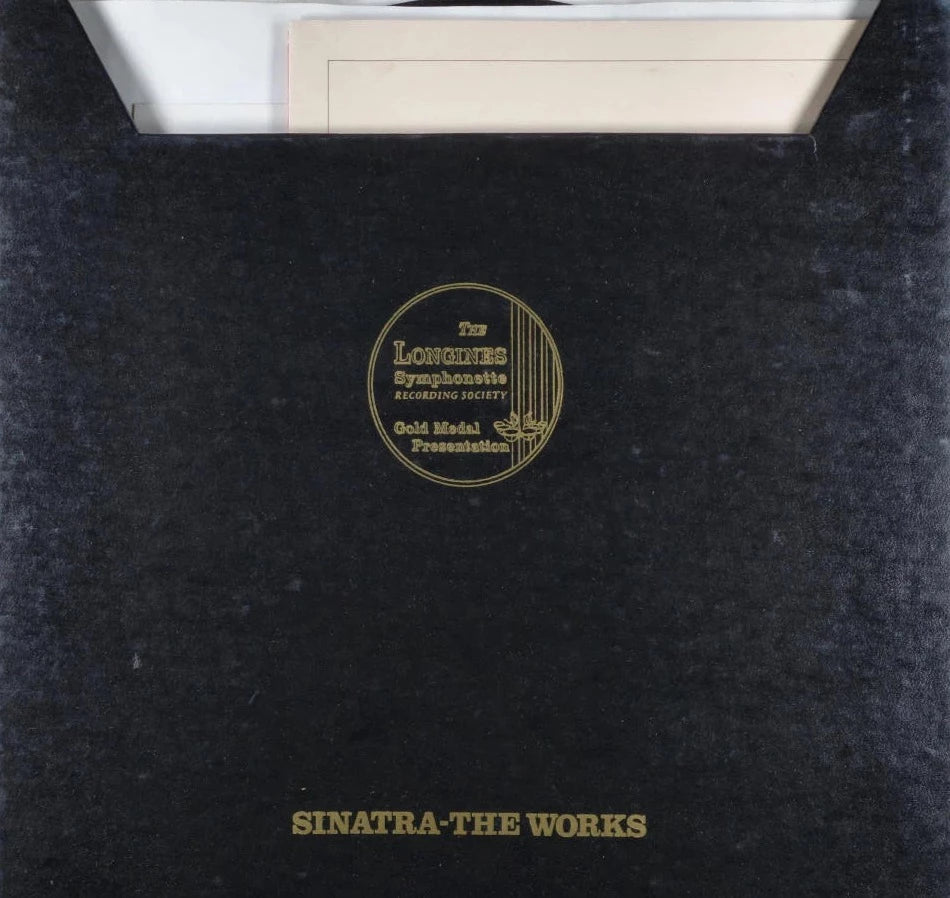 THE
LONGINES
Symphonette
RECORDING SOCIETY
Gold Medal
Presentation
SINATRA-THE WORKS